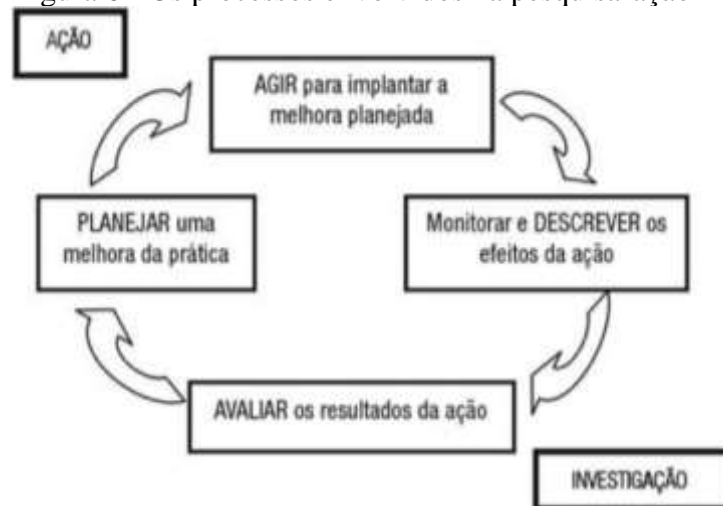 AÇÃO
AGIR para implantar a
melhora planejada
PLANEJAR uma
melhora da prática
Monitorar e DESCREVER os
efeitos da ação
AVALIAR os resultados da ação
INVESTIGAÇÃO